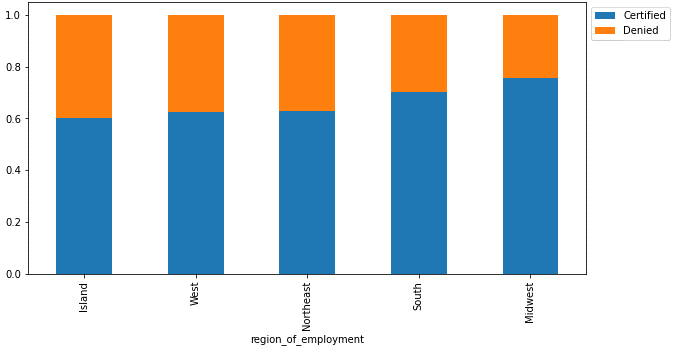 1.0
0.8
0.6
0.4
0.2
0.0
Island
West
Northeast
South
Midwest
region_of_employment
Certified
Denied